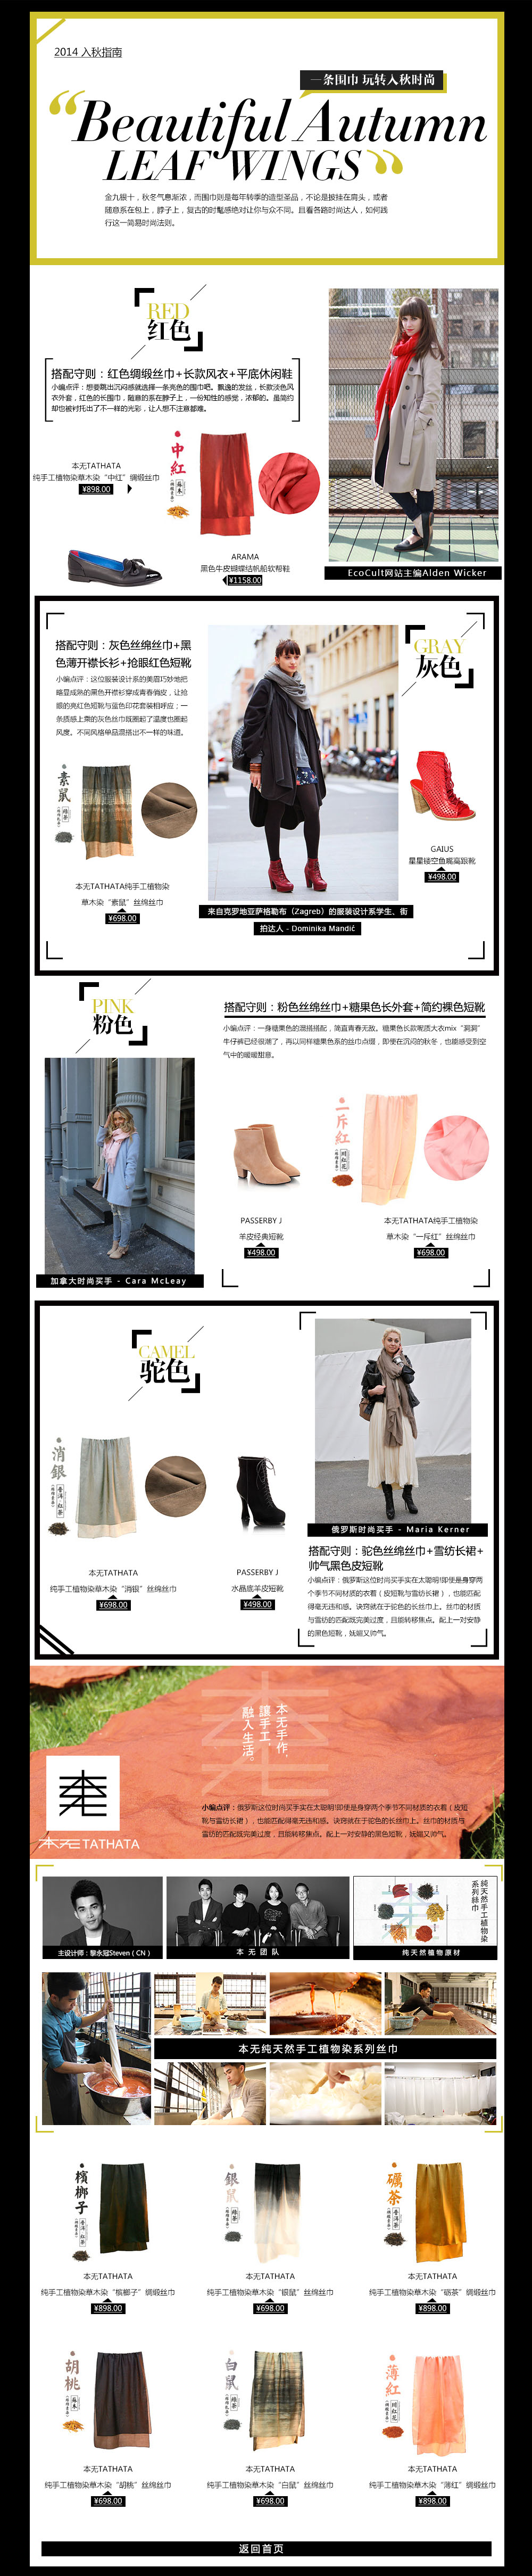 2014 入秋指南
一条围巾 玩转入秋时尚
“Beautiful Autumn
LEAF WINGS”
金九银十，秋冬气息渐浓，而围巾则是每年转季的造型圣品，不论是披挂在肩头，或者
随意系在包上，脖子上，复古的时髦感绝对让你与众不同。且看各路时尚达人，如何践
行这一简易时尚法则。
RED
红色
搭配守则：红色绸缎丝巾+长款风衣+平底休闲鞋
小编点评：想要跳出沉闷感就选择一条亮色的围巾吧。飘逸的发丝，长款淡色风
衣外套，红色的长围巾，随意的系在脖子上，一份知性的感觉，浓郁的。虽简约
却也被衬托出了不一样的光彩，让人想不注意都难。
中红
苏木
本无TATHATA
纯手工植物染草木染“中红”绸缎丝巾
¥898.00
ARAMA
黑色牛皮蝴蝶结帆船软帮鞋
¥1158.00
EcoCult网站主编Alden Wicker
搭配守则：灰色丝绵丝巾+黑
色薄开襟长衫+抢眼红色短靴
小编点评：这位服装设计系的美眉巧妙地把
略显成熟的黑色开襟衫穿成青春俏皮，让抢
眼的亮红色短靴与蓝色印花套装相呼应；一
条质感上乘的灰色丝巾既圈起了温度也圈起
风度。不同风格单品混搭出不一样的味道。
GRAY
灰色
素鼠
绿茶
本无TATHATA纯手工植物染
草木染“素鼠”丝绵丝巾
¥698.00
GAIUS
星星镂空鱼嘴高跟靴
¥498.00
来自克罗地亚萨格勒布（Zagreb）的服装设计系学生、街
拍达人 - Dominika Mandić
PINK
粉色
搭配守则：粉色丝绵丝巾+糖果色长外套+简约裸色短靴
小编点评：一身糖果色的混搭搭配，简直青春无敌。糖果色长款呢质大衣mix“洞洞”
牛仔裤已经很潮了，再以同样糖果色系的丝巾点缀，即使在沉闷的秋冬，也能感受到空
气中的暖暖甜意。
一斥红
红花
PASSERBY J
羊皮经典短靴
¥498.00
本无TATHATA纯手工植物染
草木染“一斥红”丝绵丝巾
¥698.00
加拿大时尚买手 - Cara McLeay
CAMEL
驼色
消银
普洱·红茶
本无TATHATA
纯手工植物染草木染“消银”丝绵丝巾
¥698.00
PASSERBY J
水晶底羊皮短靴
¥498.00
俄罗斯时尚买手 - Maria Kerner
搭配守则：驼色丝绵丝巾+雪纺长裙+
帅气黑色皮短靴
小编点评：俄罗斯这位时尚买手实在太聪明!即使是身穿两
个季节不同材质的衣着（皮短靴与雪纺长裙），也能匹配
得毫无违和感。诀窍就在于驼色的长丝巾上。丝巾的材质
与雪纺的匹配既完美过度，且能转移焦点。配上一对安静
的黑色短靴，妩媚又帅气。
本无手作，
讓手工，
融入生活。
本无TATHATA
小编点评：俄罗斯这位时尚买手实在太聪明!即使是身穿两个季节不同材质的衣着（皮短
靴与雪纺长裙），也能匹配得毫无违和感。诀窍就在于驼色的长丝巾上。丝巾的材质与
雪纺的匹配既完美过度，且能转移焦点。配上一对安静的黑色短靴，妩媚又帅气。
主设计师：黎永冠Steven（CN）
本 无 团 队
純天然手工植物染
系列絲巾
纯天然植物原材
本无纯天然手工植物染系列丝巾
檳榔子
普洱·红茶
銀鼠
绿茶
礪茶
普洱茶
本无TATHATA
纯手工植物染草木染“槟榔子”绸缎丝巾
¥898.00
本无TATHATA
纯手工植物染草木染“银鼠”丝绵丝巾
¥698.00
本无TATHATA
纯手工植物染草木染“砺茶”绸缎丝巾
¥898.00
胡桃
苏木
白鼠
绿茶
薄红
红花
本无TATHATA
纯手工植物染草木染“胡桃”丝绵丝巾
¥698.00
本无TATHATA
纯手工植物染草木染“白鼠”丝绵丝巾
¥698.00
本无TATHATA
纯手工植物染草木染“薄红”绸缎丝巾
¥898.00
返回首页